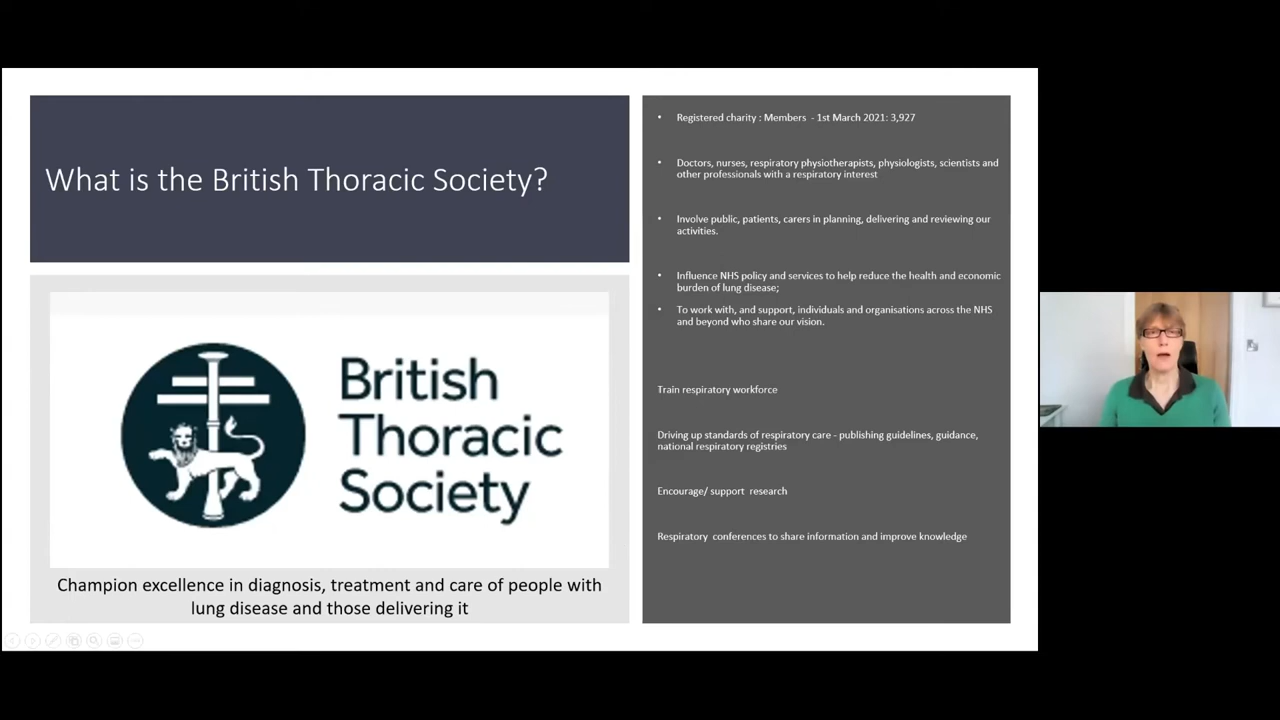 What is the British Thoracic Society?
British
Thoracic
Society
Champion excellence in diagnosis, treatment and care of people with
lung disease and those delivering it
• Registered charity : Members - 1st March 2021: 3,927
• Doctors, nurses, respiratory physiotherapists, physiologists, scientists and
other professionals with a respiratory interest
• Involve public, patients, carers in planning, delivering and reviewing our
activities.
• Influence NHS policy and services to help reduce the health and economic
burden of lung disease;
• To work with, and support, individuals and organisations across the NHS
and beyond who share our vision.
Train respiratory workforce
Driving up standards of respiratory care - publishing guidelines, guidance,
national respiratory registries
Encourage/ support research
Respiratory conferences to share information and improve knowledge